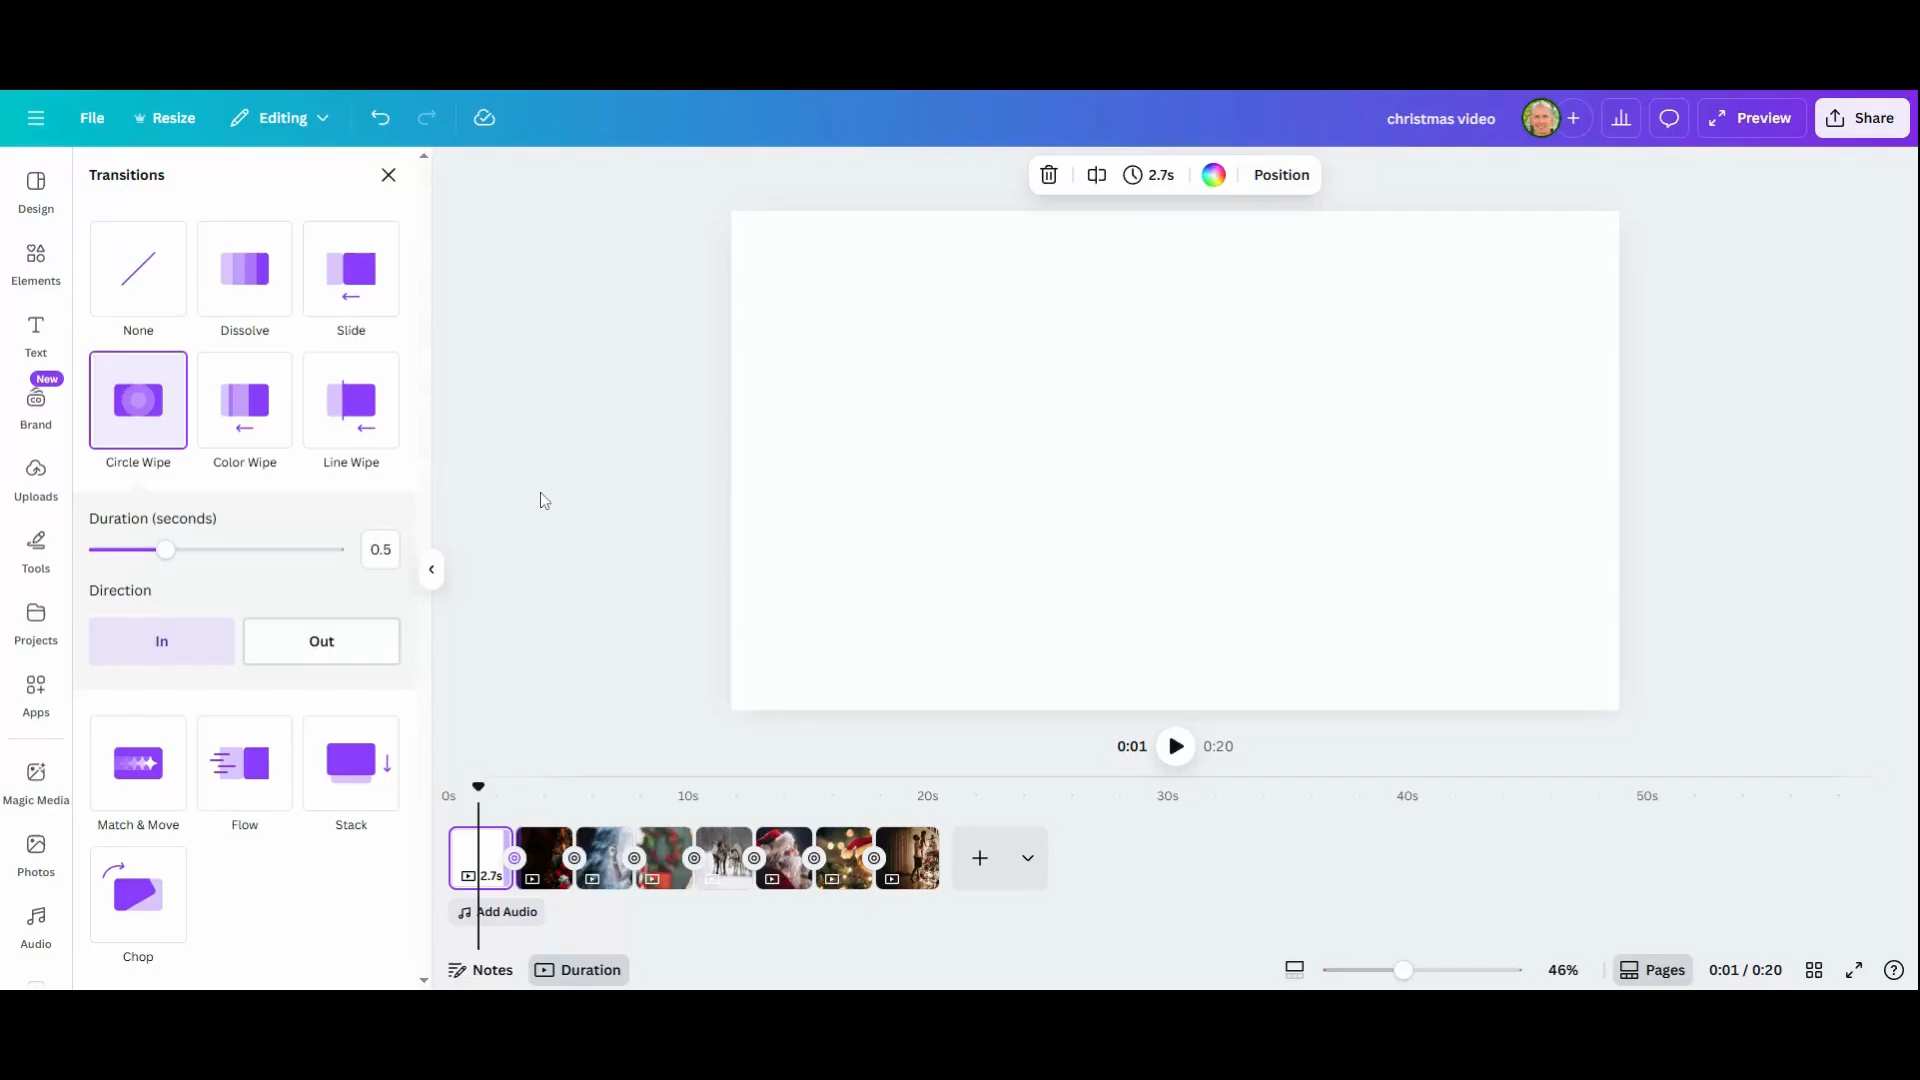 File
Resize
Editing
christmas video
Preview
Share
Design
Elements
Text
New
Brand
Uploads
Tools
Projects
Apps
Magic Media
Photos
Audio
Transitions
None
Dissolve
Slide
Circle Wipe
Color Wipe
Line Wipe
Duration (seconds)
0.5
Direction
In
Out
Match & Move
Flow
Stack
Chop
2.7s
Position
0:01
0:20
0s
10s
20s
30s
40s
50s
2.7s
Add Audio
Notes
Duration
46%
Pages
0:01 / 0:20